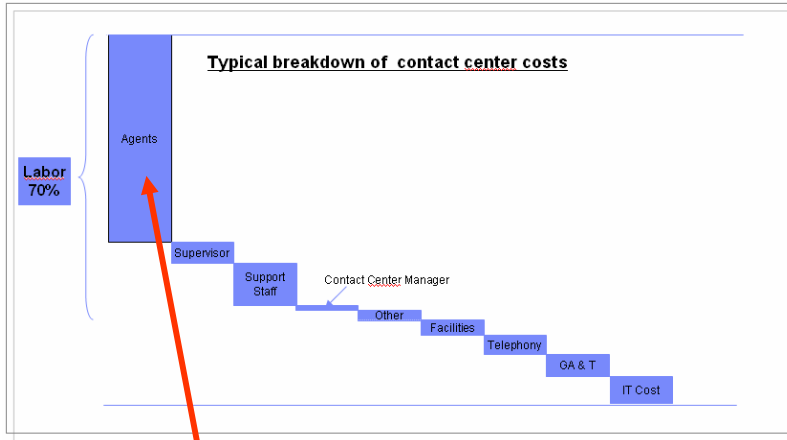 Typical breakdown of contact center costs
Agents
Labor
70%
Supervisor
Support
Staff
Contact Center Manager
Other
Facilities
Telephony
GA & T
IT Cost